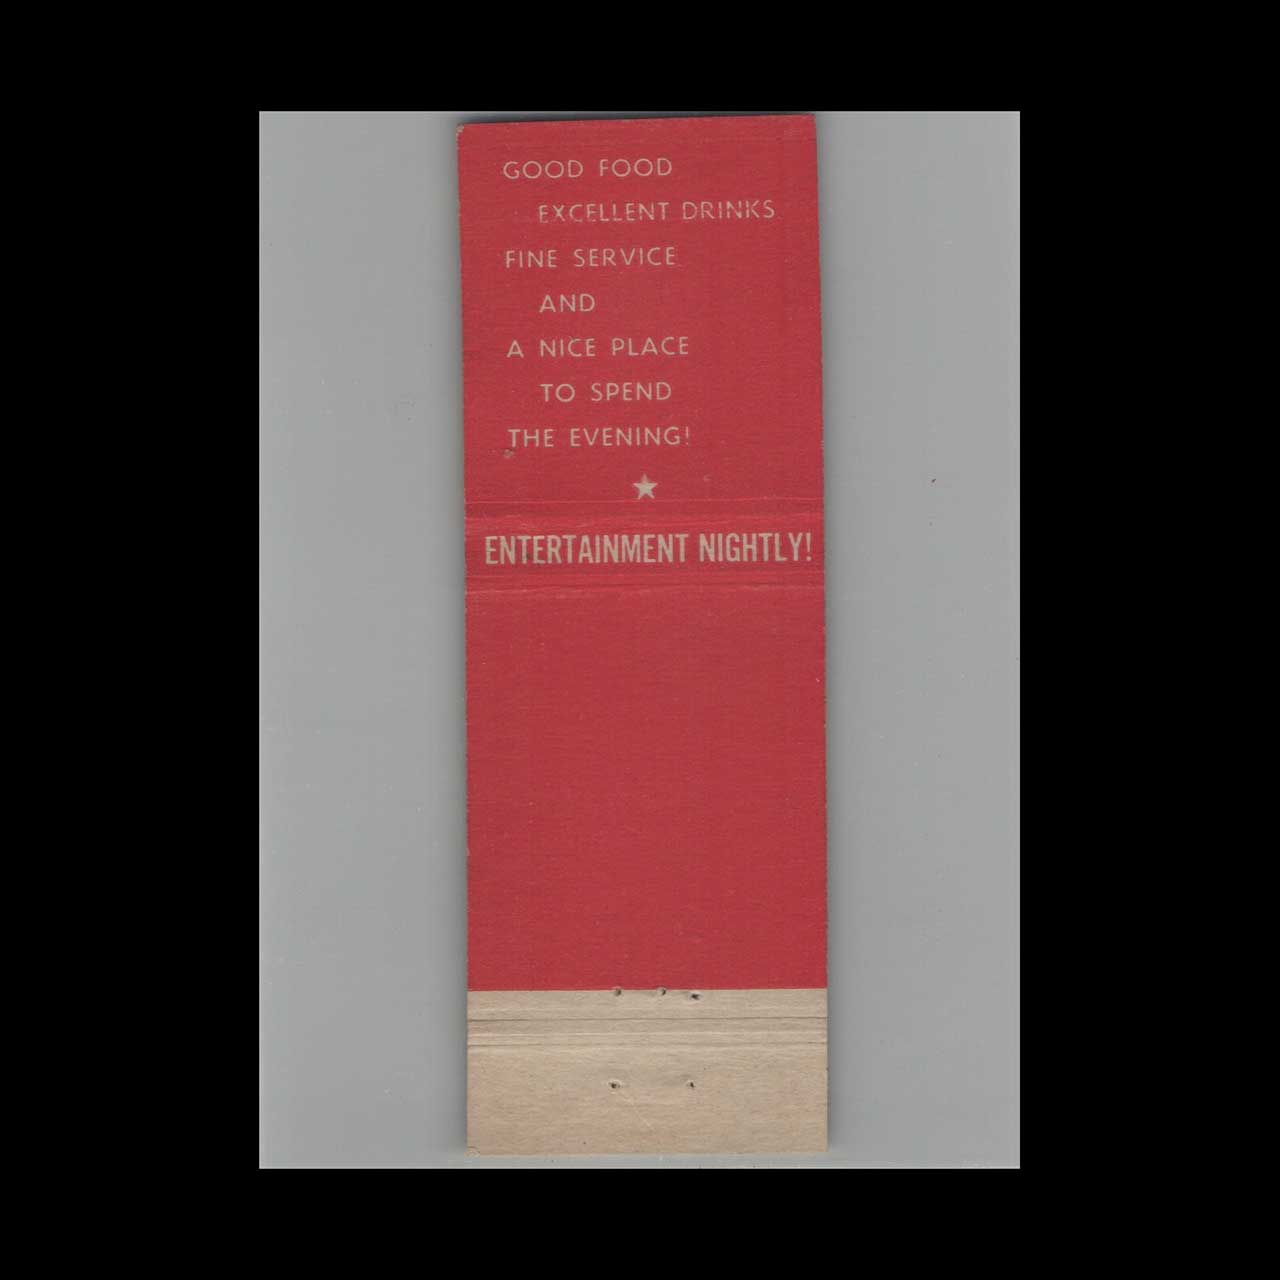 GOOD FOOD
EXCELLENT DRINKS
FINE SERVICE
AND
A NICE PLACE
TO SPEND
THE EVENING!
ENTERTAINMENT NIGHTLY!